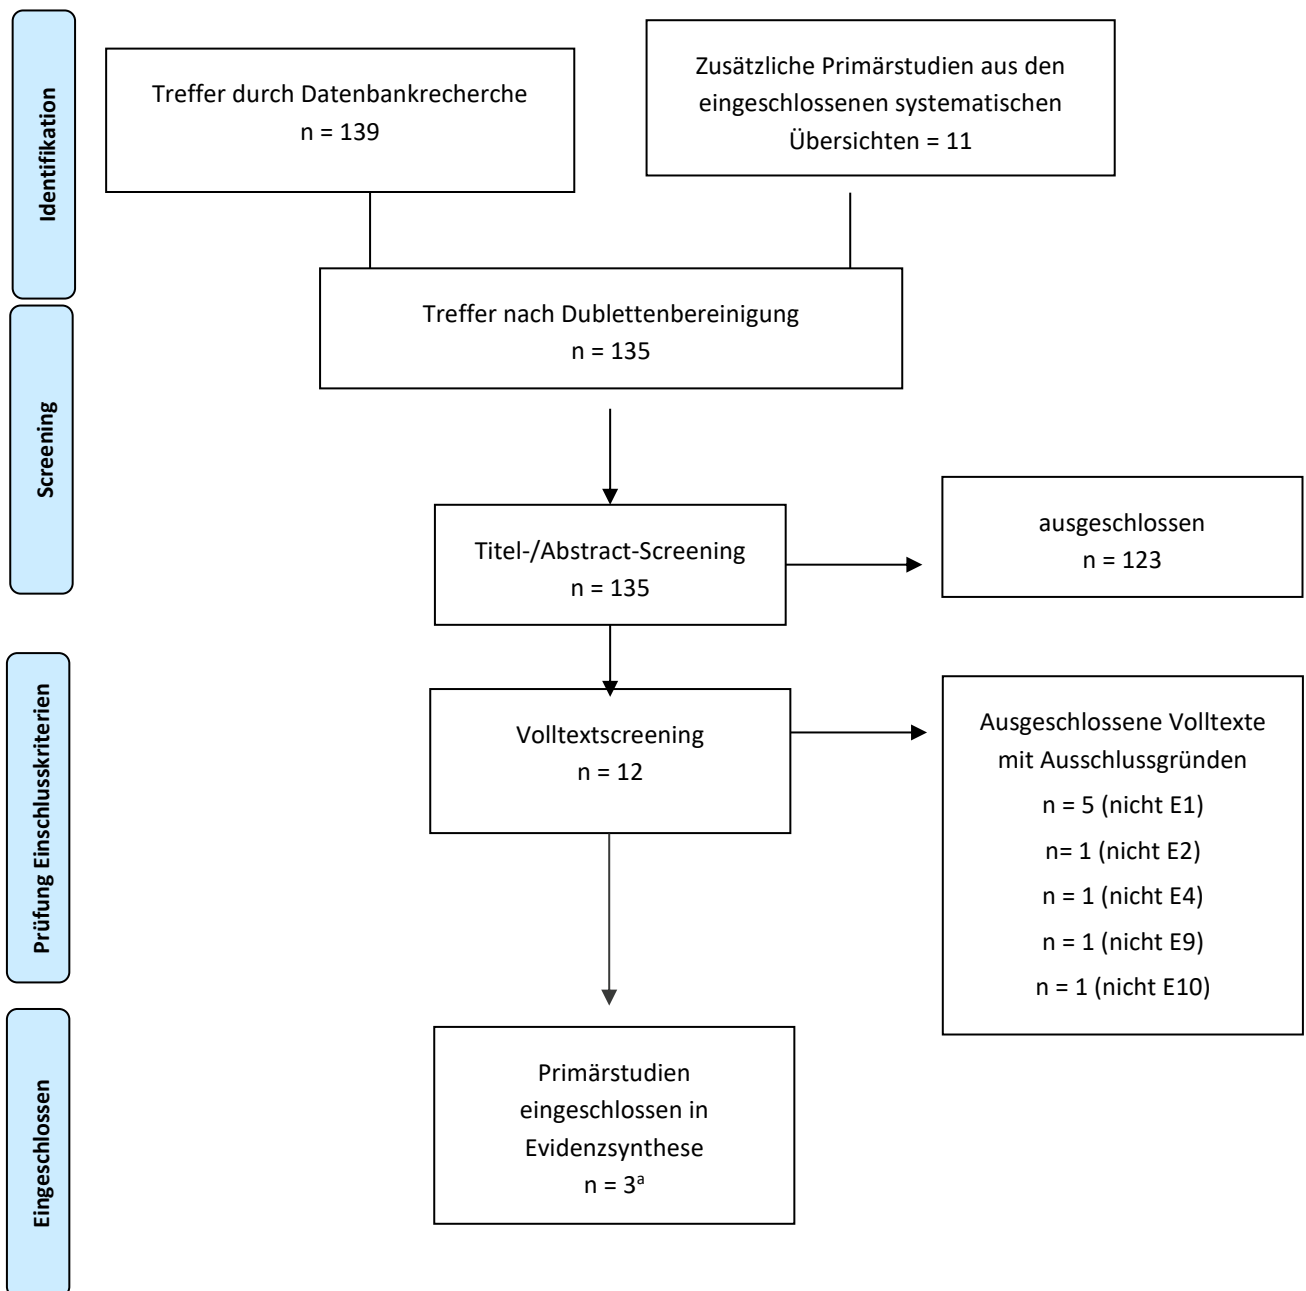 Identifikation
Treffer durch Datenbankrecherche
n = 139
Zusätzliche Primärstudien aus den
eingeschlossenen systematischen
Übersichten = 11
Treffer nach Dublettenbereinigung
n = 135
Screening
Titel-/Abstract-Screening
n = 135
ausgeschlossen
n = 123
Prüfung Einschlusskriterien
Volltextscreening
n = 12
Ausgeschlossene Volltexte
mit Ausschlussgründen
n = 5 (nicht E1)
n= 1 (nicht E2)
n = 1 (nicht E4)
n = 1 (nicht E9)
n = 1 (nicht E10)
Eingeschlossen
Primärstudien
eingeschlossen in
Evidenzsynthese
n = 3ª